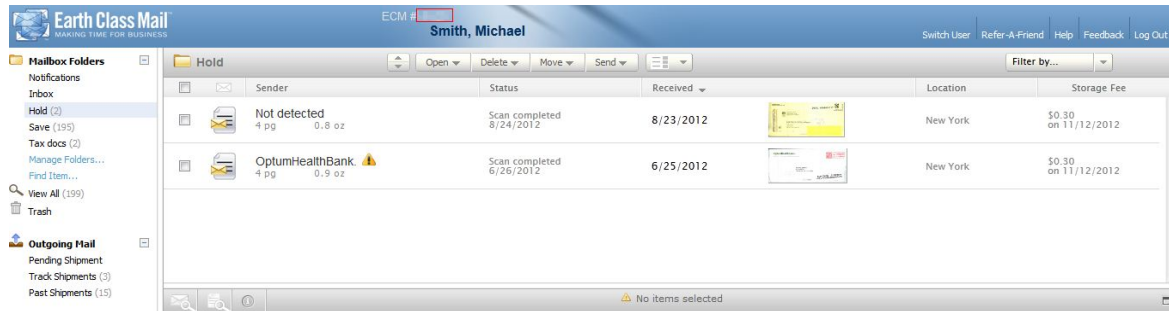 Earth Class Mail™
MAKING TIME FOR BUSINESS
ECM #
Smith, Michael
Switch User Refer-A-Friend Help Feedback Log Out
Mailbox Folders
Notifications
Inbox
Hold (2)
Save (195)
Tax docs (2)
Manage Folders...
Find Item...
View All (199)
Trash
Outgoing Mail
Pending Shipment
Track Shipments (3)
Past Shipments (15)
Hold
Open Delete Move Send
Filter by...
Sender Status Received Location Storage Fee
Not detected Scan completed 8/23/2012 New York $0.30
4 pg 0.8 oz 8/24/2012 on 11/12/2012
OptumHealthBank. Scan completed 6/25/2012 New York $0.30
4 pg 0.9 oz 6/26/2012 on 11/12/2012
No items selected